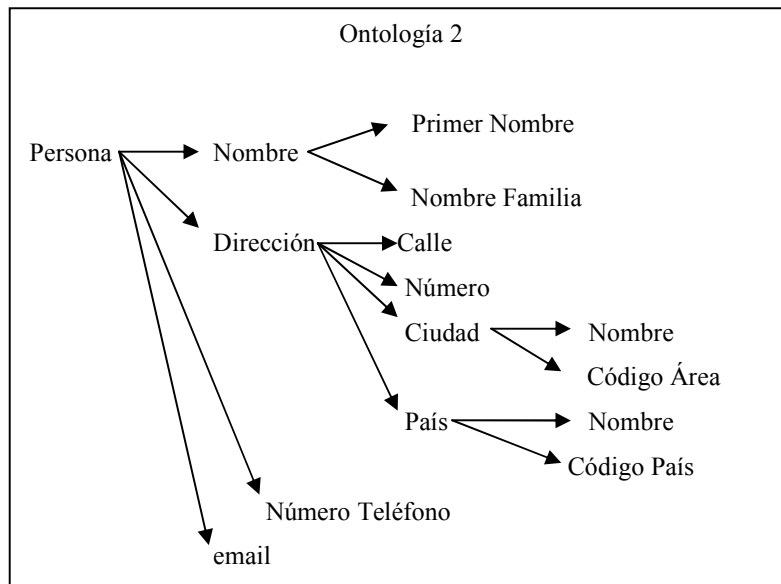 Ontología 2
Primer Nombre
Persona Nombre
Nombre Familia
Dirección Calle
Número
Ciudad Nombre
Código Área
País Nombre
Código País
Número Teléfono
email